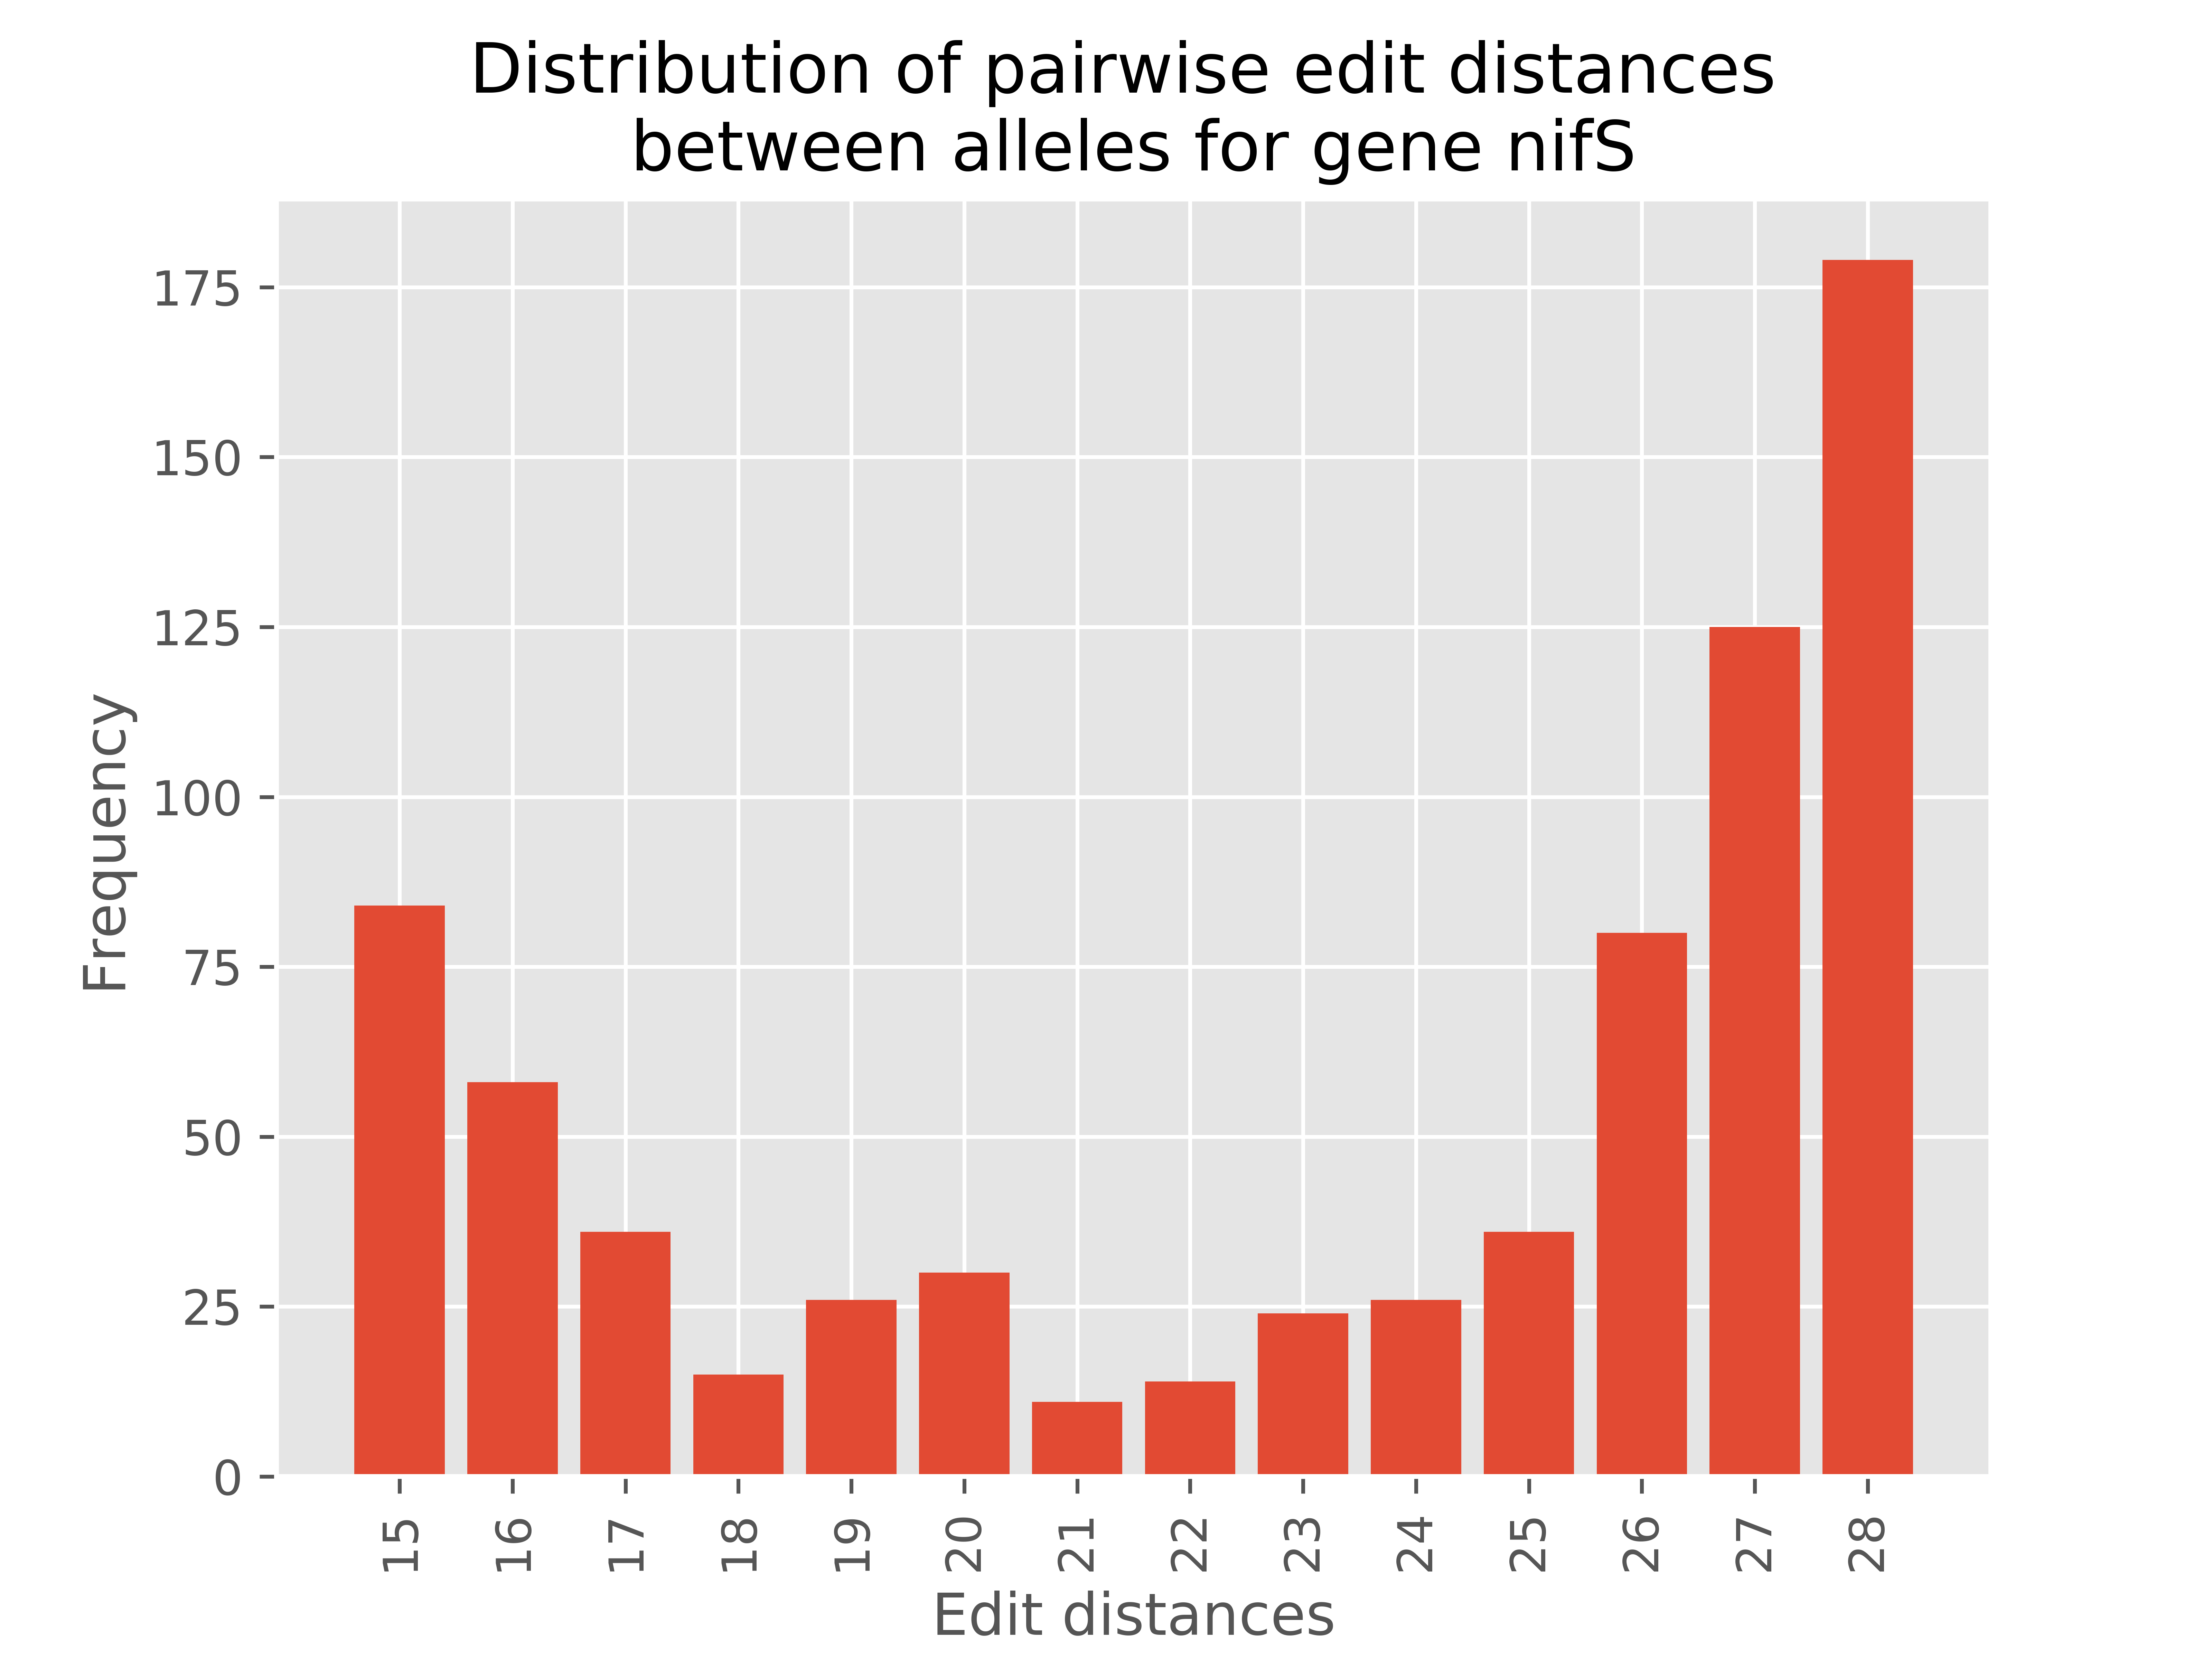 Distribution of pairwise edit distances
between alleles for gene nifS
Frequency
175
150
125
100
75
50
25
0
15 16 17 18 19 20 21 22 23 24 25 26 27 28
Edit distances